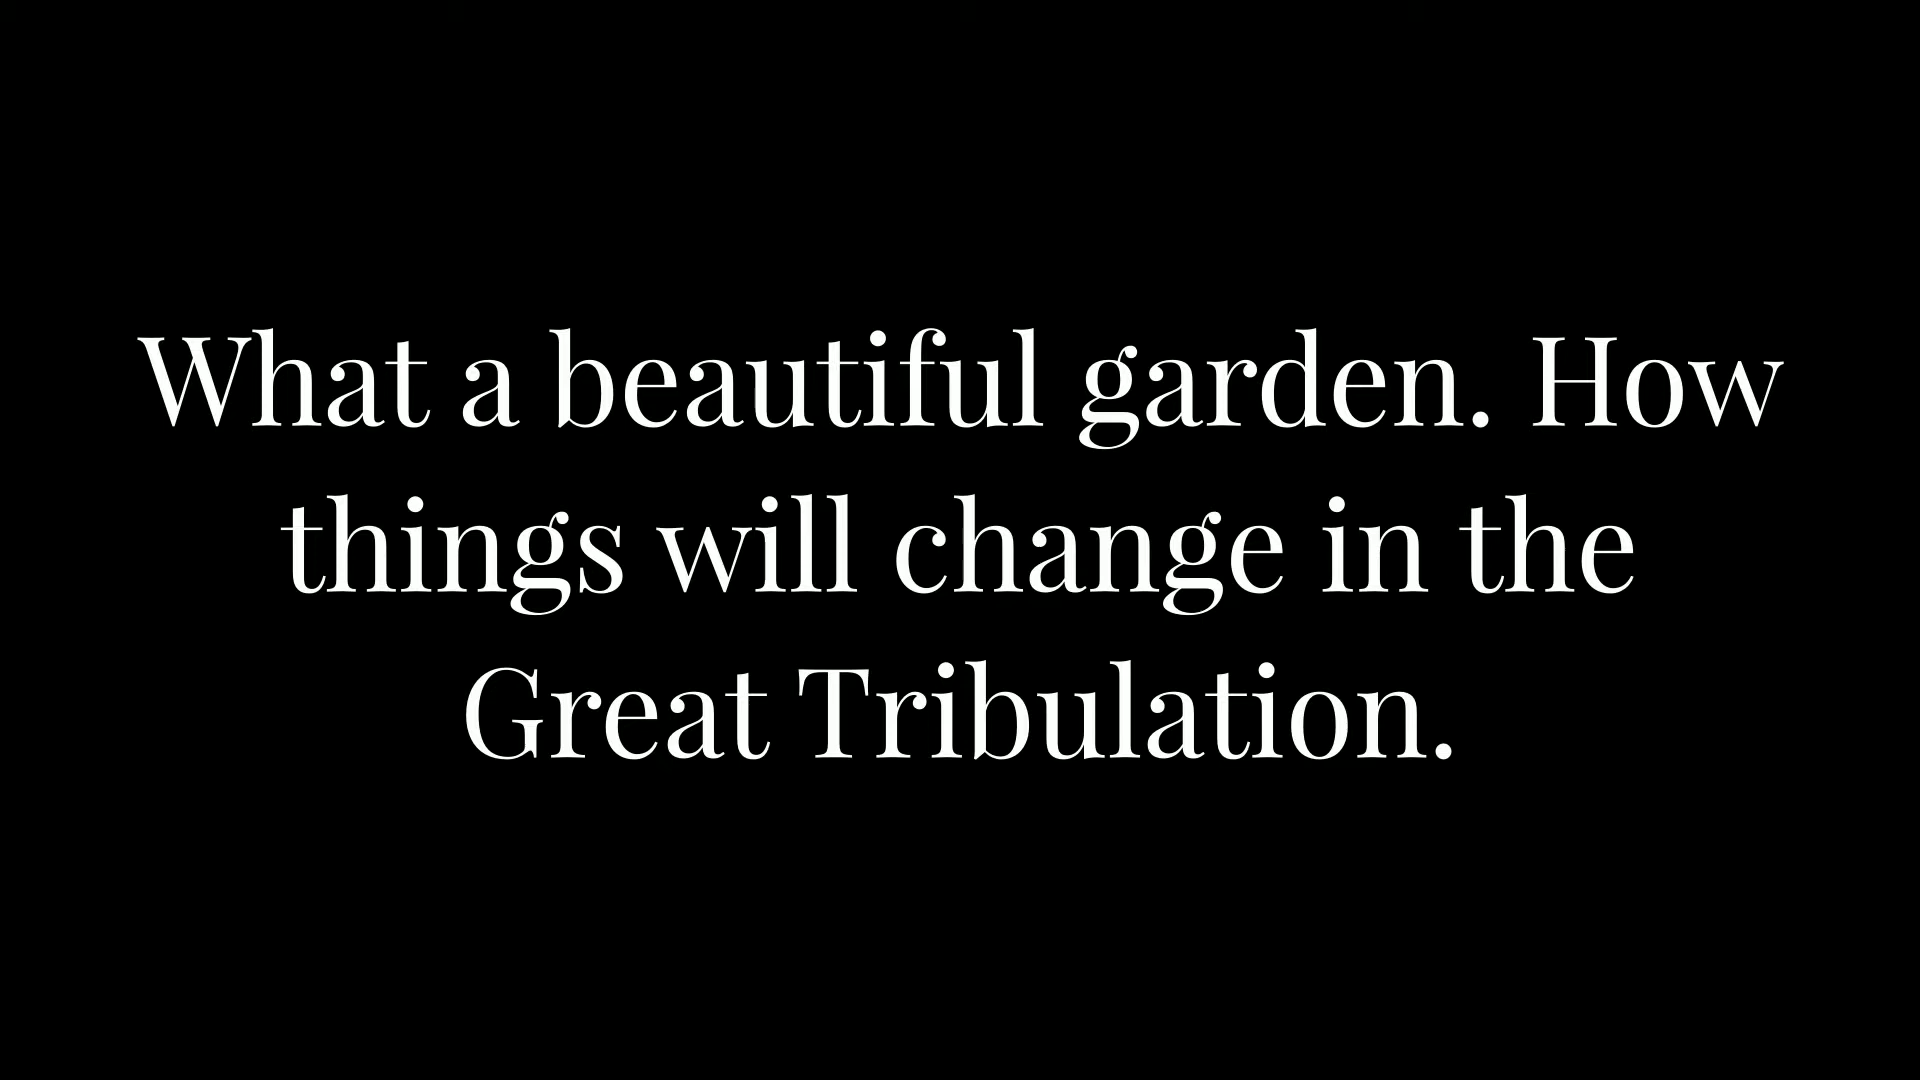 What a beautiful garden. How
things will change in the
Great Tribulation.